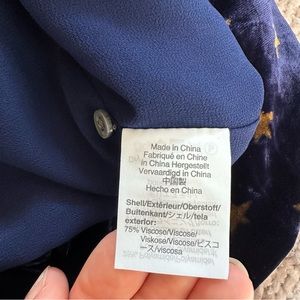 Made in China
Fabriqué en Chine
in China Hergestellt
Vervaardigd in China
中国製
Hecho en China
Shell/Extérieur/Oberstoff/
Buitenkant/シェル/tela
exterior:
75% Viscose/Viscose/
Viskose/Viscose/ビスコ
ース/viscosa